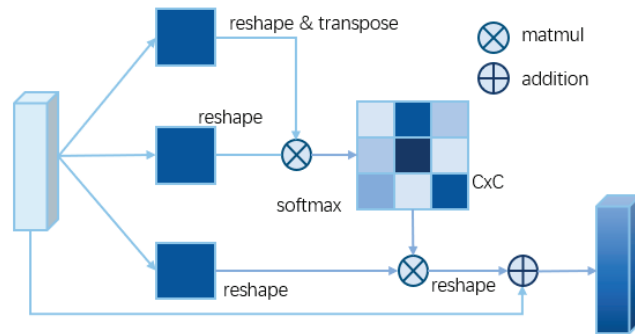 reshape & transpose
matmul
addition
reshape
CxC
softmax
reshape
reshape